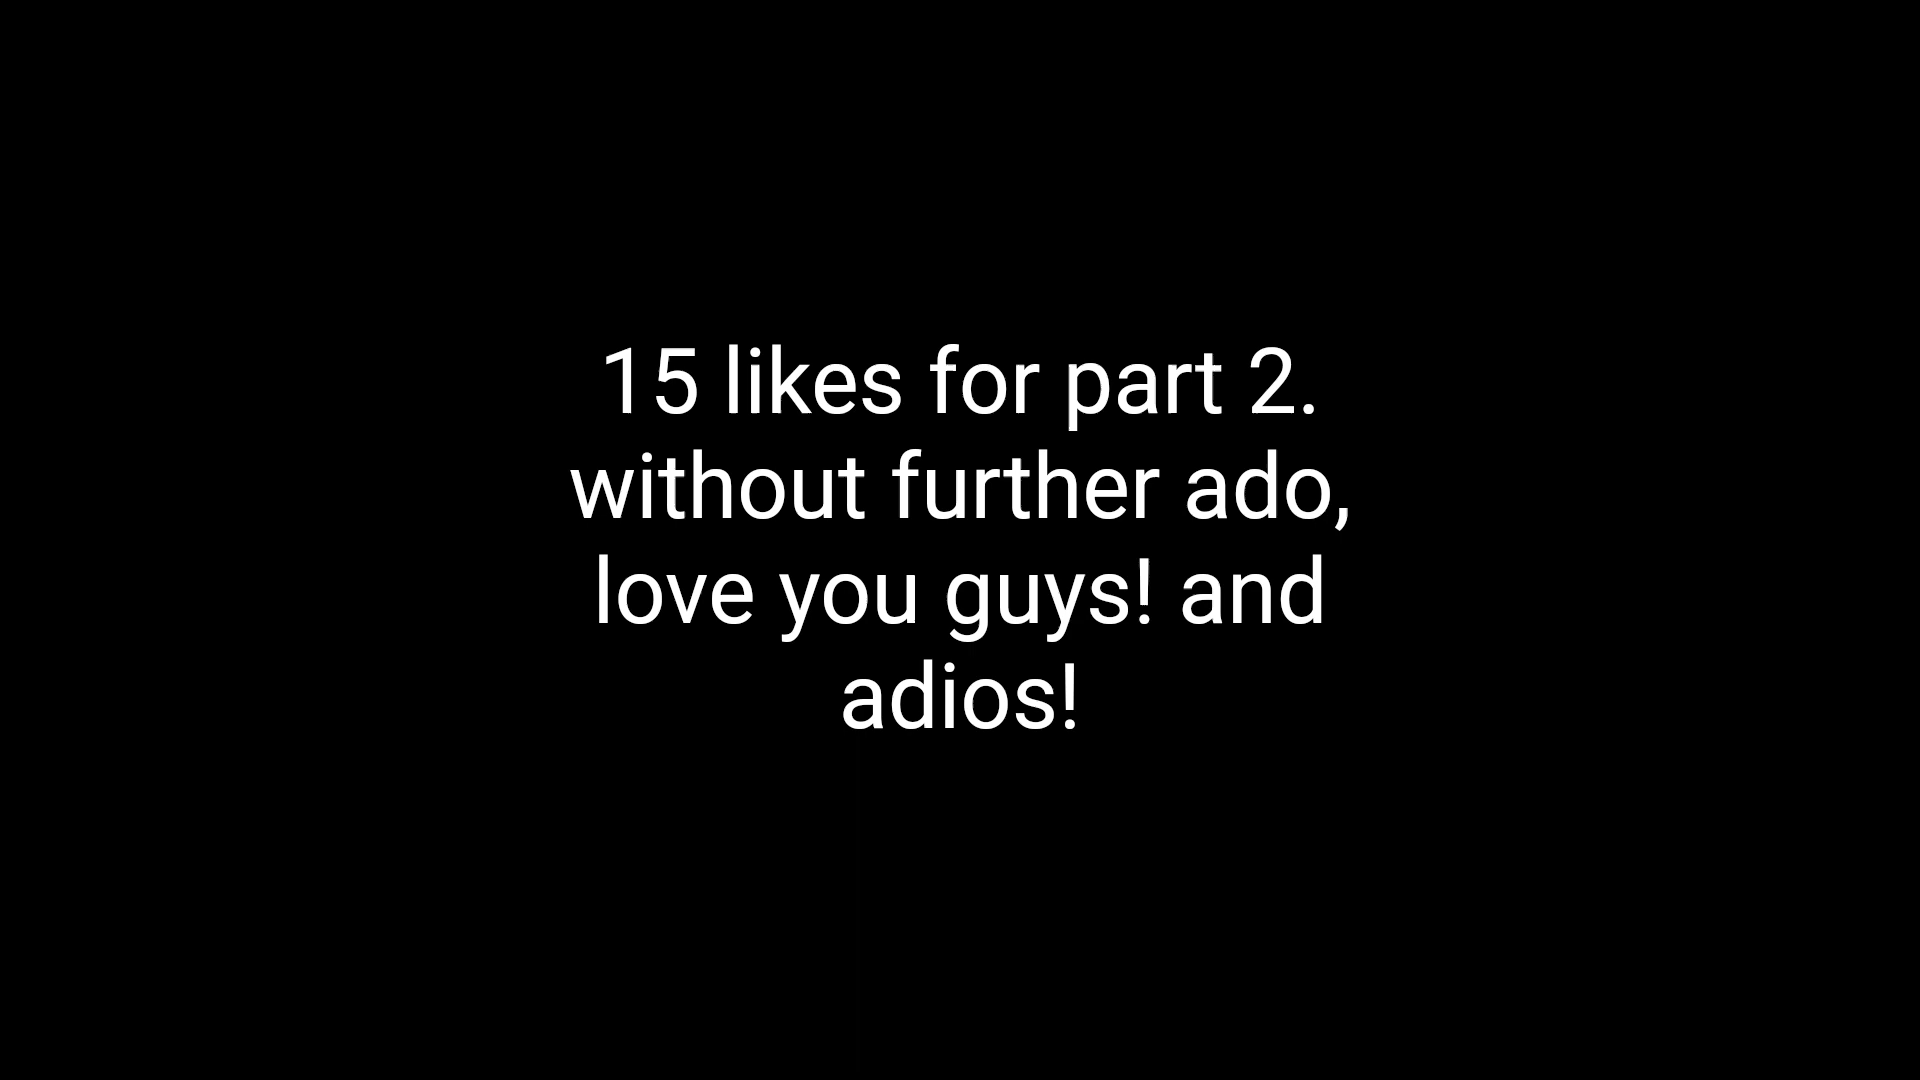 15 likes for part 2.
without further ado,
love you guys! and
adios!